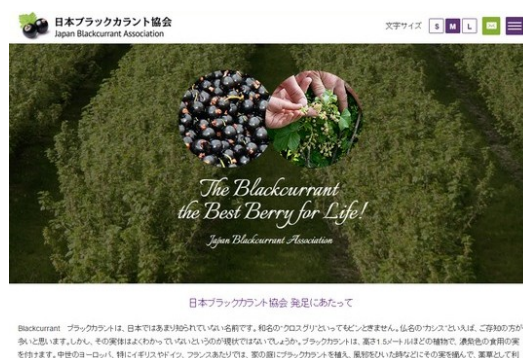 日本ブラックカラント協会
Japan Blackcurrant Association
文字サイズ S M L
The Blackcurrant
the Best Berry for Life!
Japan Blackcurrant Association
日本ブラックカラント協会 発足にあたって
Blackcurrant ブラックカラントは、日本ではあまり知られていない名前です。和名の“クロスグリ”といってもピンときません。仏名の“カシス”といえば、ご存知の方が
多いと思います。しかし、その実体はよくわかっていないというのが現状ではないでしょうか。ブラックカラントは、高さ1.5メートルほどの植物で、濃紫色の食用の実
を付けます。中世のヨーロッパ、特にイギリスやドイツ、フランスあたりでは、家の庭にブラックカラントを植え、風邪をひいた時などにその実を摘んで、薬草として利